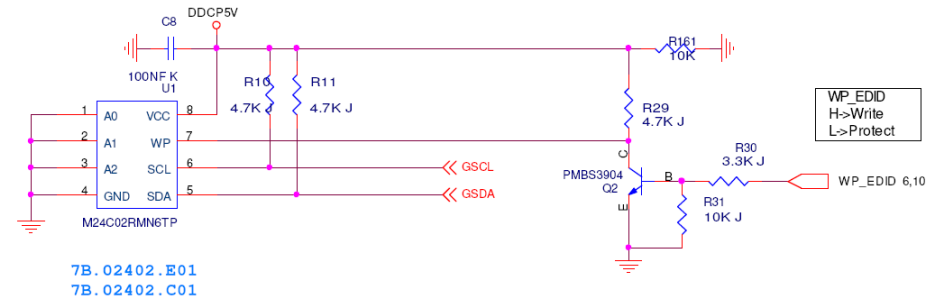 DDCP5V
C8
100NF K
U1
R10
4.7K J
R11
4.7K J
R161
10K
R29
4.7K J
WP_EDID
H->Write
L->Protect
1 A0 VCC 8
2 A1 WP 7
3 A2 SCL 6
4 GND SDA 5
M24C02RMN6TP
GSCL
GSDA
C
PMBS3904
Q2
B
E
R30
3.3K J
R31
10K J
WP_EDID 6,10
7B.02402.E01
7B.02402.C01